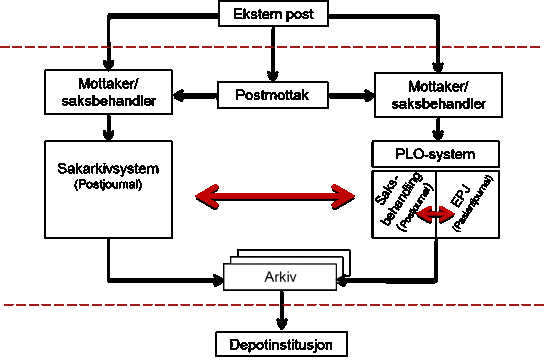 Ekstern post
Mottaker/
saksbehandler
Postmottak
Mottaker/
saksbehandler
Sakarkivsystem
(Postjournal)
PLO-system
Saks-
behandling
(Postjournal)
EPJ
(Pasientjournal)
Arkiv
Depotinstitusjon